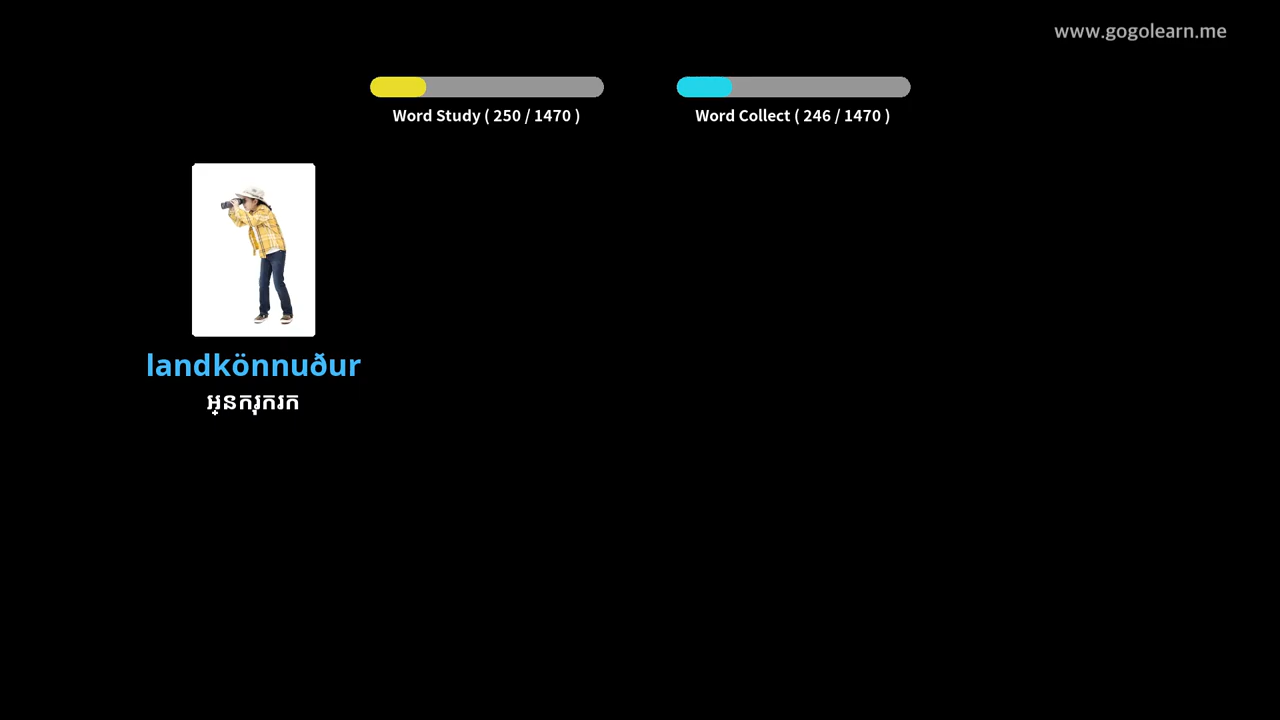 www.gogolearn.me
Word Study ( 250 / 1470 )
Word Collect ( 246 / 1470 )
landkönnuður
អ្នករុករក